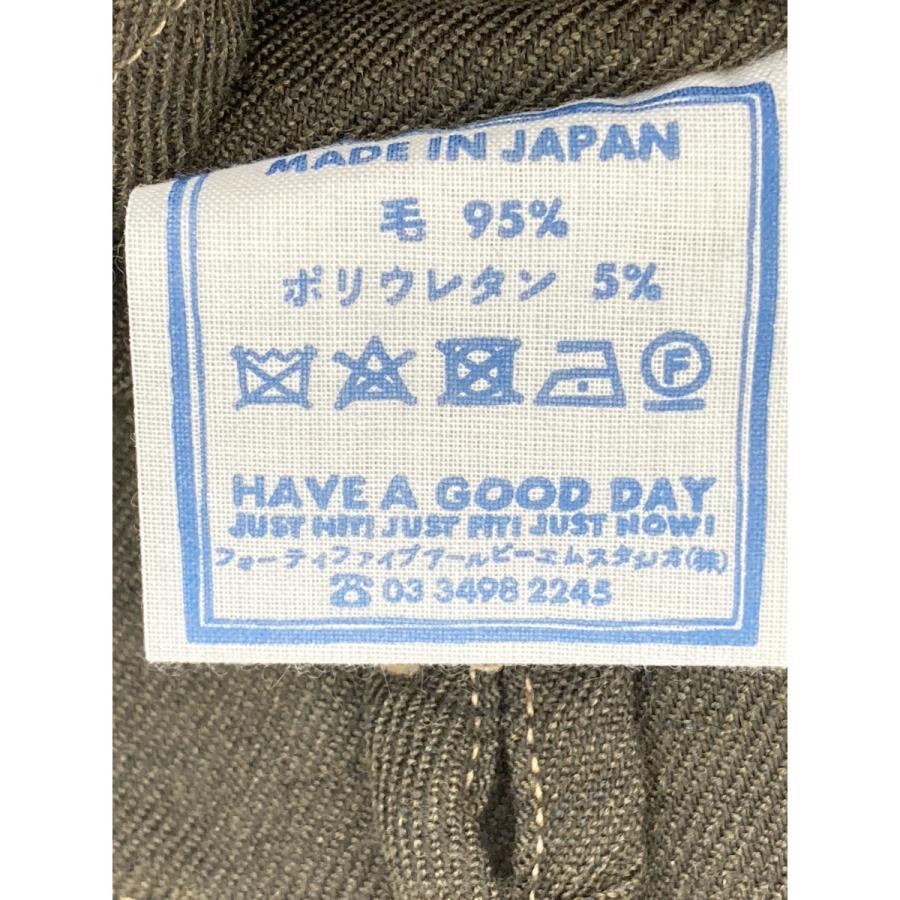 MADE IN JAPAN
毛 95%
ポリウレタン 5%
F
HAVE A GOOD DAY
JUST HIT! JUST FIT! JUST NOW!
フォーティファイブアールピーエムスタジオ(株)
☎ 03 3498 2245